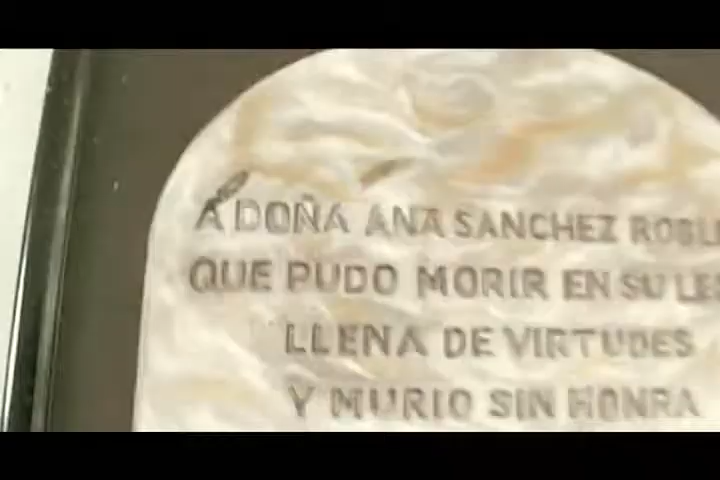 A DOÑA ANA SANCHEZ
QUE PUDO MORIR EN SU
LLENA DE VIRTUDES
Y MURIO SIN HONRA